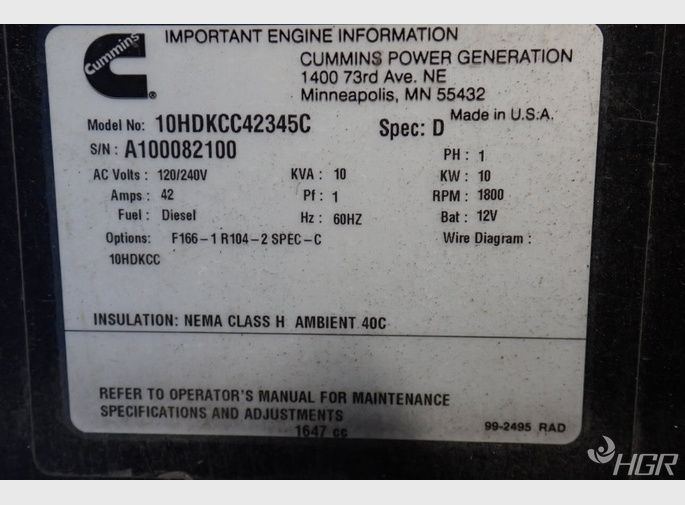 Cummins
IMPORTANT ENGINE INFORMATION
CUMMINS POWER GENERATION
1400 73rd Ave. NE
Minneapolis, MN 55432
Made in U.S.A.
Model No: 10HDKCC42345C Spec: D
S/N : A100082100 PH : 1
AC Volts : 120/240V KVA : 10 KW : 10
Amps : 42 Pf : 1 RPM : 1800
Fuel : Diesel Hz : 60HZ Bat : 12V
Options: F166-1 R104-2 SPEC-C Wire Diagram :
10HDKCC
INSULATION: NEMA CLASS H AMBIENT 40C
REFER TO OPERATOR'S MANUAL FOR MAINTENANCE
SPECIFICATIONS AND ADJUSTMENTS
1647 cc
99-2495 RAD
HGR